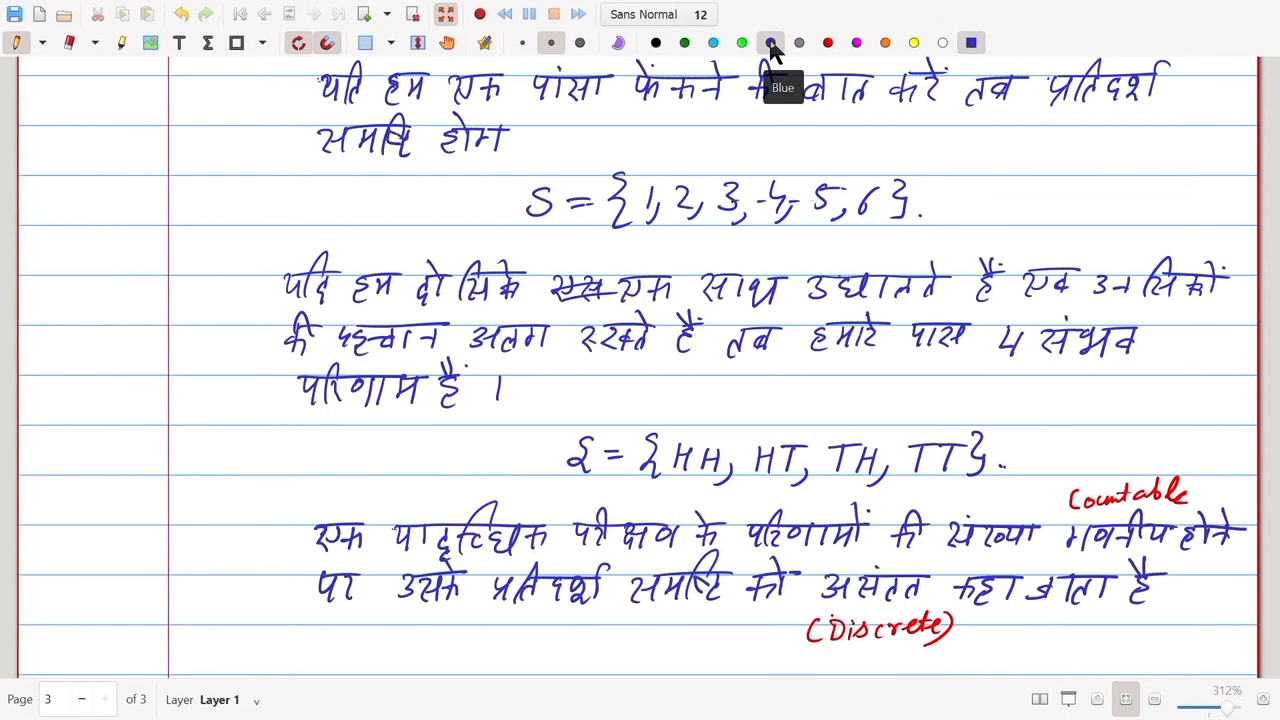 Sans Normal 12
Blue
यदि हम एक पांसा फेंकने की बात करें तब प्रतिदर्श
समष्टि होगा
S = {1, 2, 3, 4, 5, 6}.
यदि हम दो सिक्के एक साथ उछालते हैं एवं उन सिक्कों
की पहचान अलग रखते हैं तब हमारे पास 4 संभव
परिणाम हैं ।
S = {HH, HT, TH, TT}.
Countable
एक यादृच्छिक परीक्षण के परिणामों की संख्या गणनीय होने
पर उसके प्रतिदर्श समष्टि को असंतत कहा जाता है
(Discrete)
Page 3 of 3 Layer Layer 1 312%